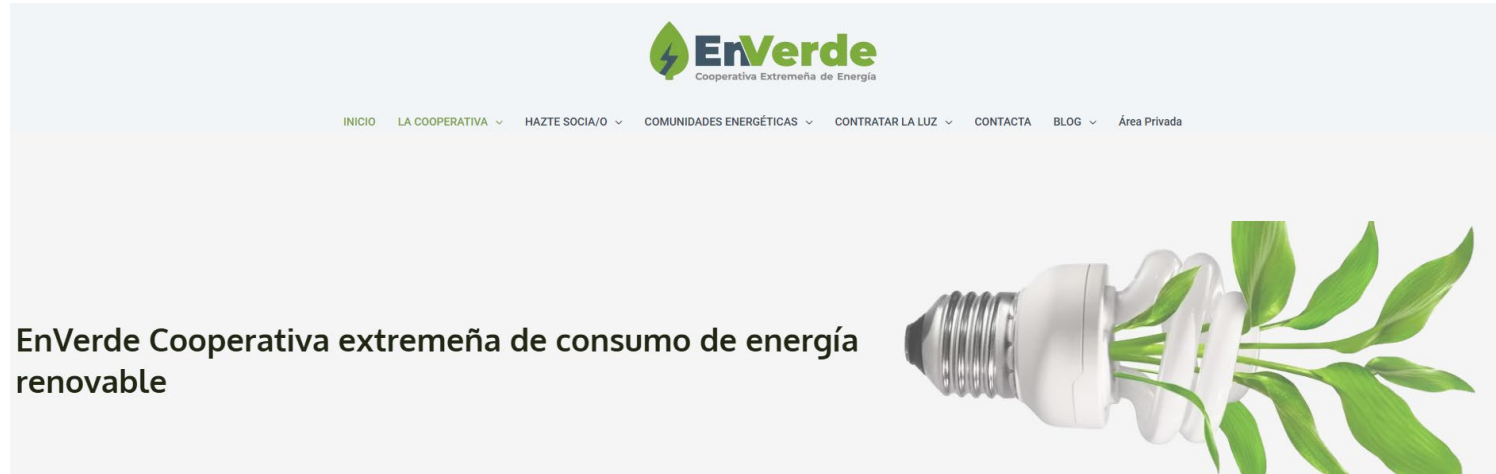 EnVerde
Cooperativa Extremeña de Energía
INICIO LA COOPERATIVA HAZTE SOCIA/O COMUNIDADES ENERGÉTICAS CONTRATAR LA LUZ CONTACTA BLOG Área Privada
EnVerde Cooperativa extremeña de consumo de energía
renovable